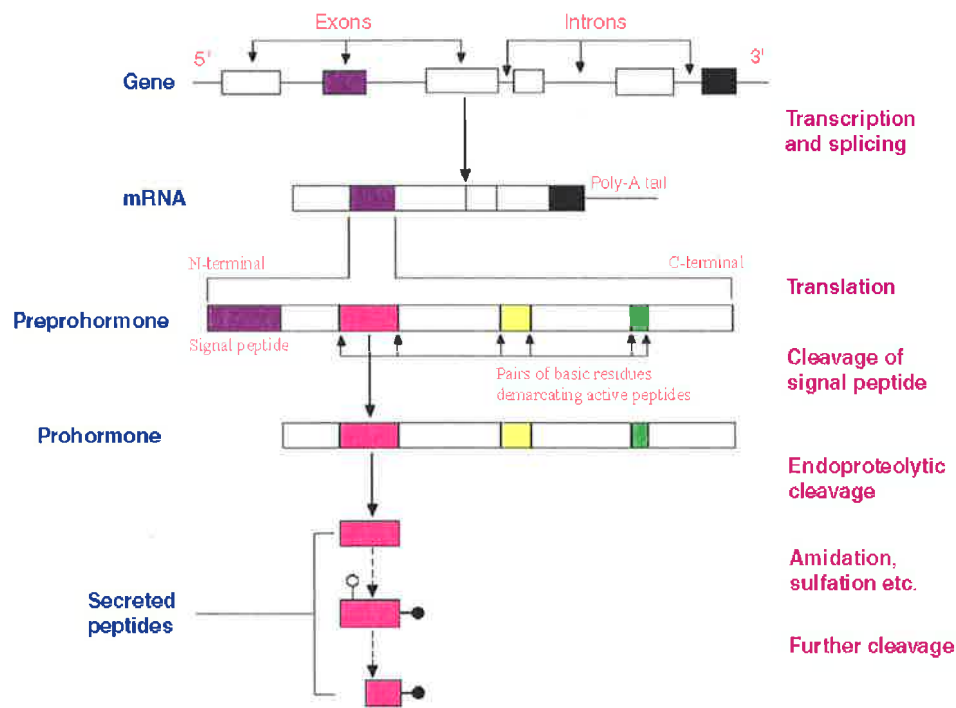 Exons
Introns
5'
3'
Gene
Transcription
and splicing
mRNA
Poly-A tail
N-terminal
C-terminal
Translation
Preprohormone
Signal peptide
Cleavage of
signal peptide
Pairs of basic residues
demarcating active peptides
Prohormone
Endoproteolytic
cleavage
Amidation,
sulfation etc.
Secreted
peptides
Further cleavage